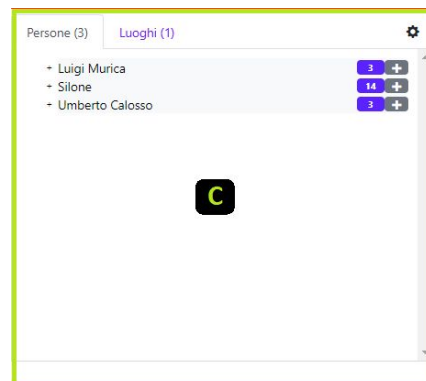 Persone (3) Luoghi (1)
+ Luigi Murica 3 +
+ Silone 14 +
+ Umberto Calosso 3 +
C